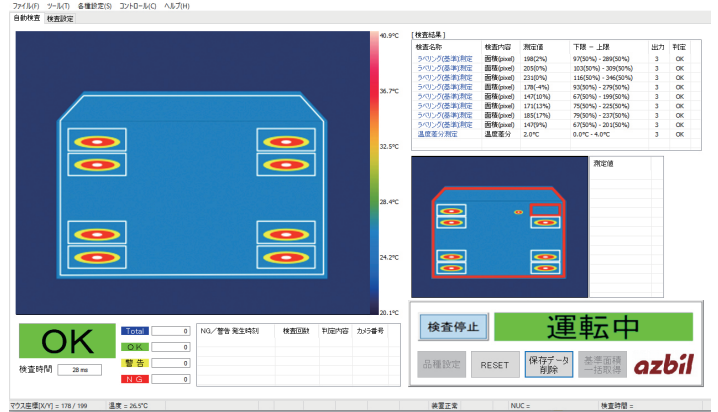 ファイル(F) ツール(T) 各種設定(S) コントロール(C) ヘルプ(H)
自動検査 検査設定
40.9℃
36.7℃
32.5℃
28.4℃
24.2℃
20.1℃
[検査結果]
検査名称 検査内容 測定値 下限 － 上限 出力 判定
ラベリング(基準)測定 面積(pixel) 198(2%) 97(50%) - 289(50%) 3 OK
ラベリング(基準)測定 面積(pixel) 205(0%) 103(50%) - 309(50%) 3 OK
ラベリング(基準)測定 面積(pixel) 231(0%) 116(50%) - 346(50%) 3 OK
ラベリング(基準)測定 面積(pixel) 178(-4%) 93(50%) - 279(50%) 3 OK
ラベリング(基準)測定 面積(pixel) 147(10%) 67(50%) - 199(50%) 3 OK
ラベリング(基準)測定 面積(pixel) 171(13%) 75(50%) - 225(50%) 3 OK
ラベリング(基準)測定 面積(pixel) 185(17%) 79(50%) - 237(50%) 3 OK
ラベリング(基準)測定 面積(pixel) 147(9%) 67(50%) - 201(50%) 3 OK
温度差分測定 温度差分 2.0℃ 0.0℃ - 4.0℃ 3 OK
測定値
OK
検査時間 28 ms
Total 0
OK 0
警告 0
NG 0
NG／警告 発生時刻 検査回数 判定内容 カメラ番号
検査停止 運転中
品種設定 RESET 保存データ
削除
基準面積
一括取得
azbil
マウス座標[X/Y] = 178 / 199 温度 = 26.5℃ 装置正常 NUC = 検査時間 =